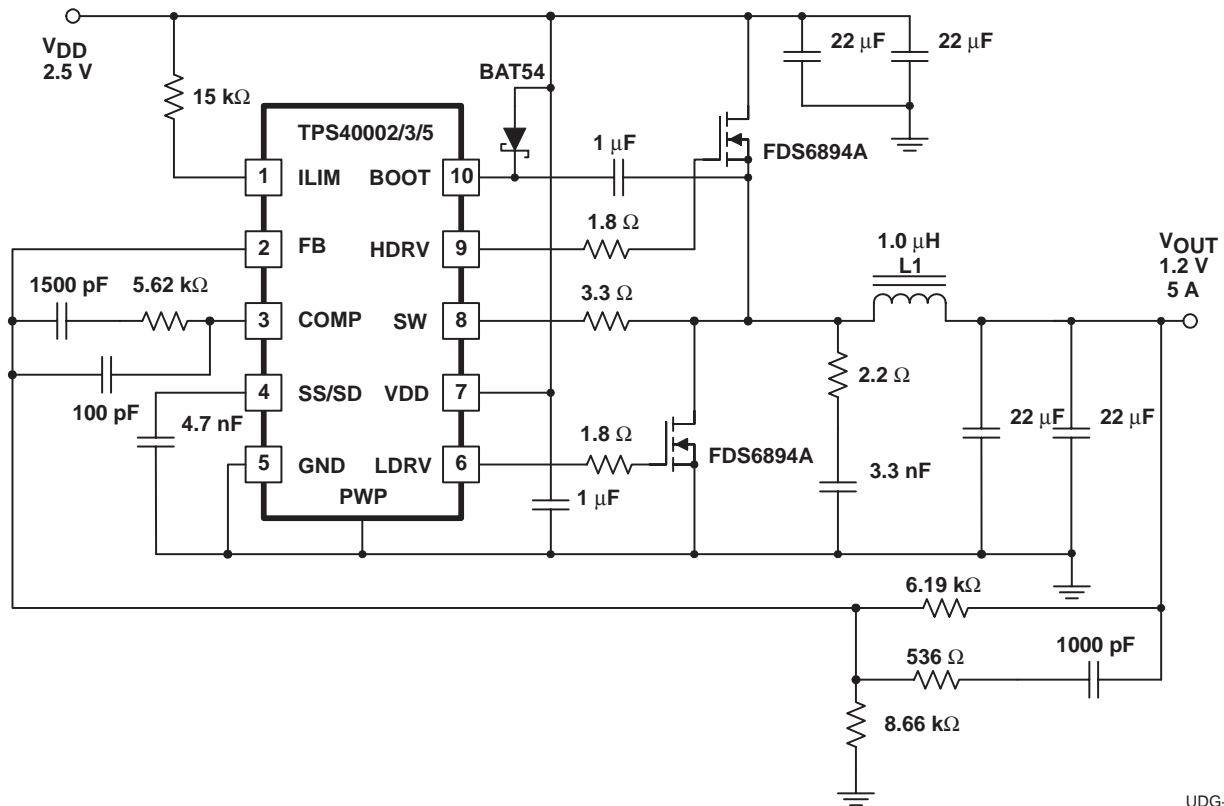 VDD
2.5 V
15 kΩ
BAT54
22 μF
22 μF
TPS40002/3/5
1 μF
FDS6894A
1
ILIM
BOOT
10
1.8 Ω
2
FB
HDRV
9
1.0 μH
L1
VOUT
1.2 V
5 A
1500 pF
5.62 kΩ
3.3 Ω
3
COMP
SW
8
2.2 Ω
100 pF
4
SS/SD
VDD
7
4.7 nF
1.8 Ω
22 μF
22 μF
FDS6894A
5
GND
LDRV
6
3.3 nF
PWP
1 μF
6.19 kΩ
536 Ω
1000 pF
8.66 kΩ
UDG-